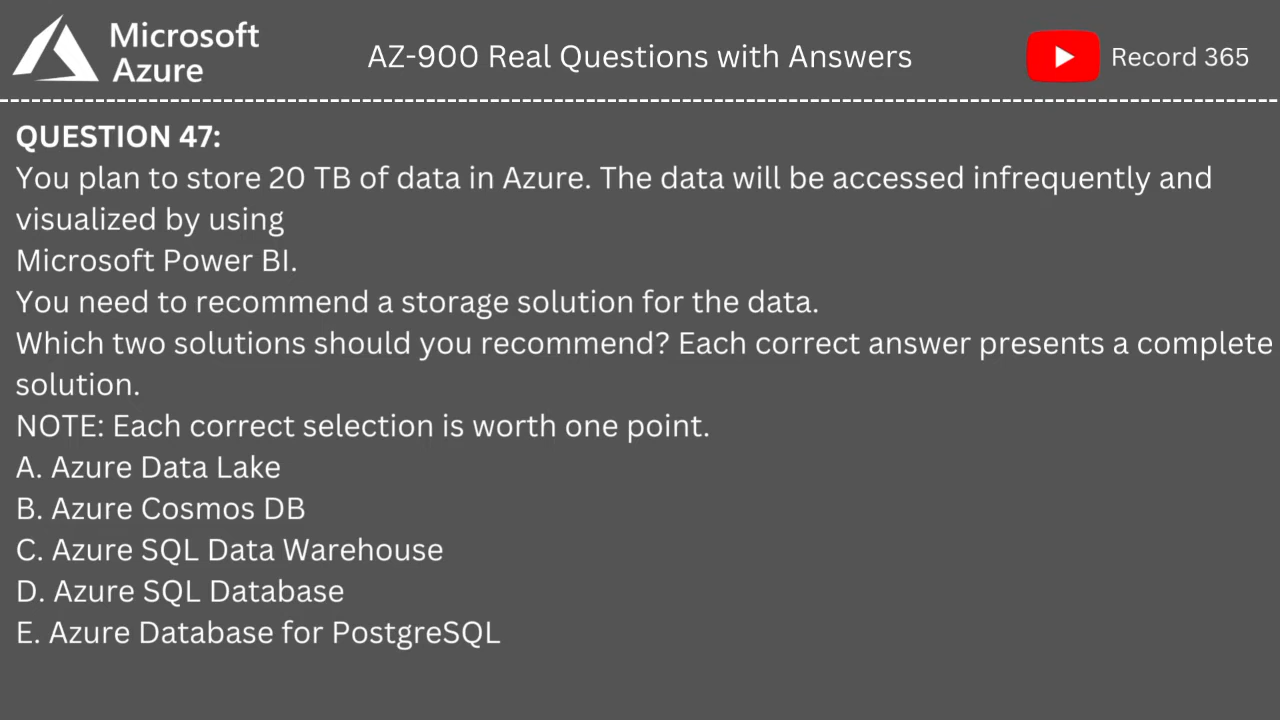 Microsoft
Azure
AZ-900 Real Questions with Answers
Record 365
QUESTION 47:
You plan to store 20 TB of data in Azure. The data will be accessed infrequently and
visualized by using
Microsoft Power BI.
You need to recommend a storage solution for the data.
Which two solutions should you recommend? Each correct answer presents a complete
solution.
NOTE: Each correct selection is worth one point.
A. Azure Data Lake
B. Azure Cosmos DB
C. Azure SQL Data Warehouse
D. Azure SQL Database
E. Azure Database for PostgreSQL